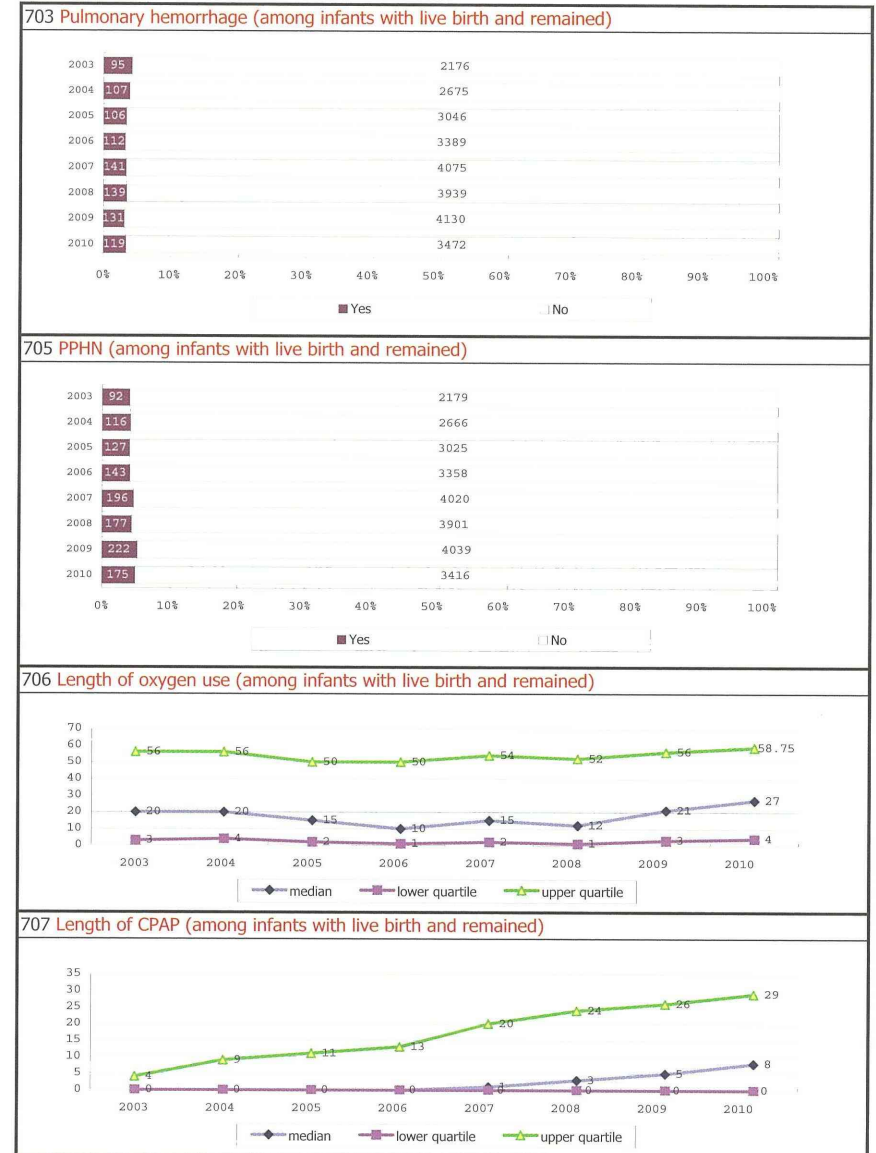 703 Pulmonary hemorrhage (among infants with live birth and remained)
2003 95 2176
2004 107 2675
2005 106 3046
2006 112 3389
2007 141 4075
2008 139 3939
2009 131 4130
2010 119 3472
0% 10% 20% 30% 40% 50% 60% 70% 80% 90% 100%
Yes No
705 PPHN (among infants with live birth and remained)
2003 92 2179
2004 116 2666
2005 127 3025
2006 143 3358
2007 196 4020
2008 177 3901
2009 222 4039
2010 175 3416
0% 10% 20% 30% 40% 50% 60% 70% 80% 90% 100%
Yes No
706 Length of oxygen use (among infants with live birth and remained)
70
60
50
40
30
20
10
0
56 56 50 50 54 52 56 58.75
20 20 15 10 15 12 21 27
3 4 2 1 2 1 3 4
2003 2004 2005 2006 2007 2008 2009 2010
median lower quartile upper quartile
707 Length of CPAP (among infants with live birth and remained)
35
30
25
20
15
10
5
0
4 9 11 13 20 24 26 29
1 3 5 8
0 0 0 0 0 0 0 0
2003 2004 2005 2006 2007 2008 2009 2010
median lower quartile upper quartile